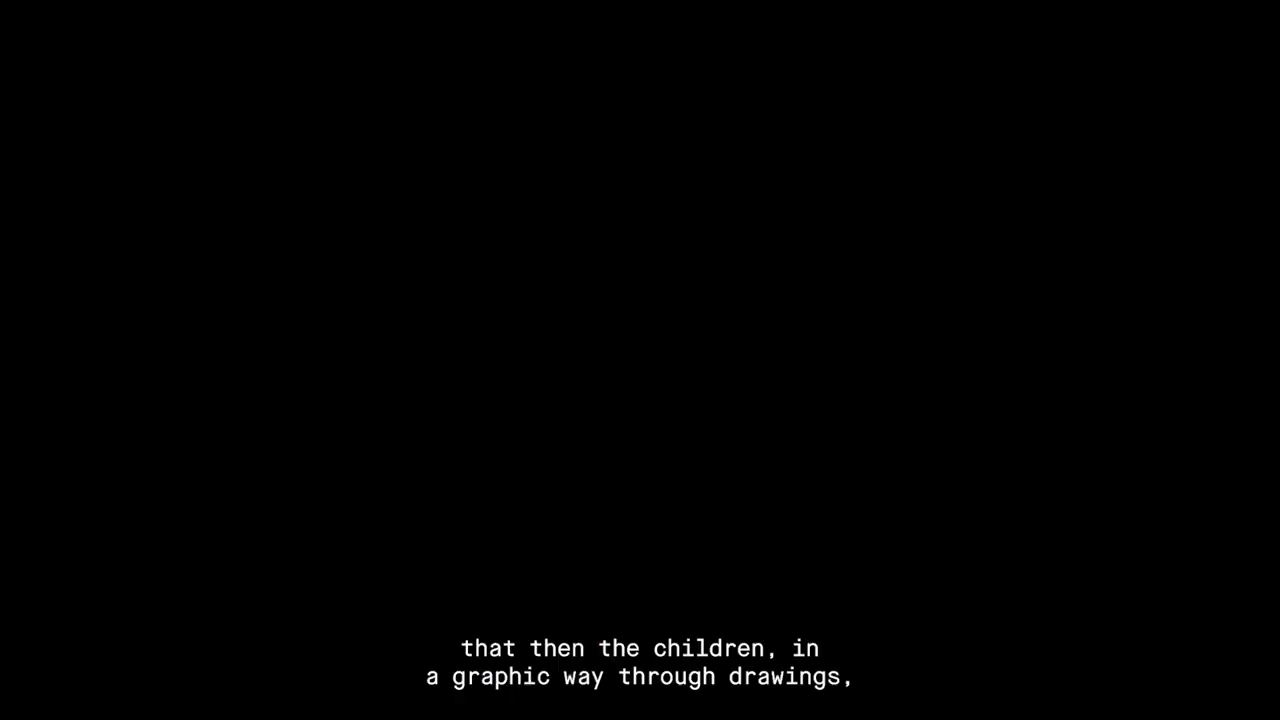 that then the children, in
a graphic way through drawings,